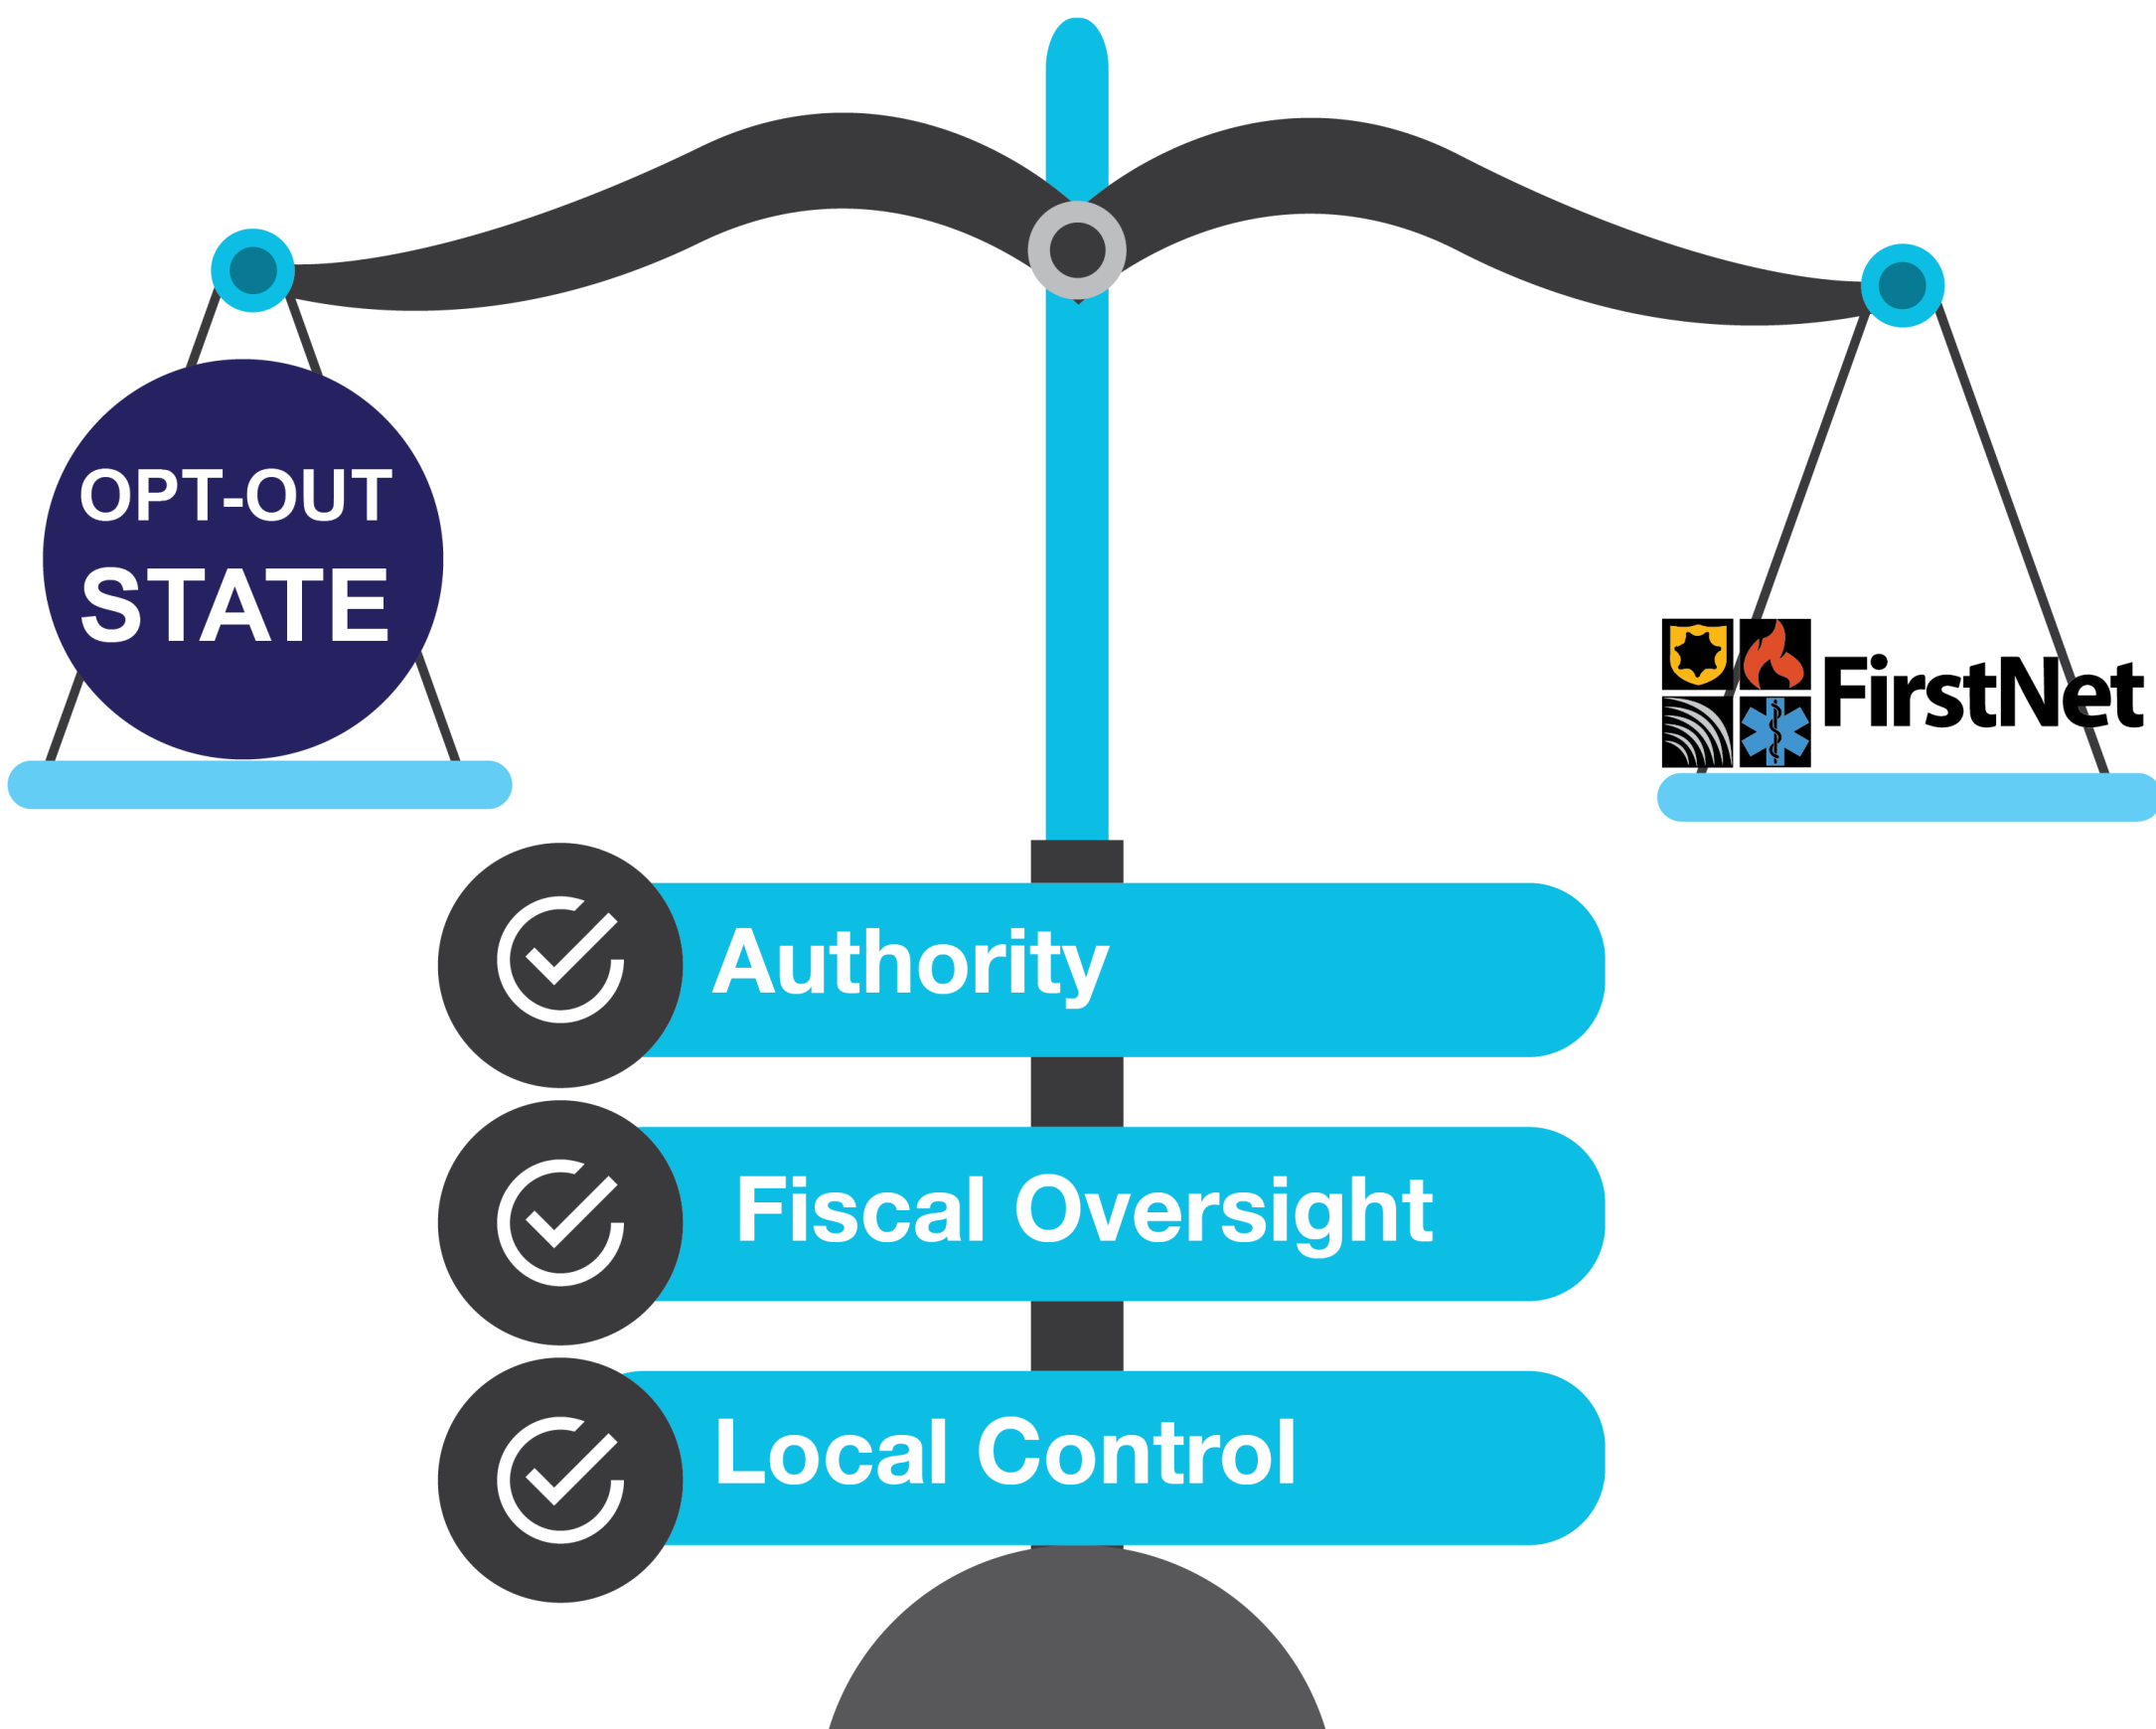 OPT-OUT
STATE
FirstNet
Authority
Fiscal Oversight
Local Control